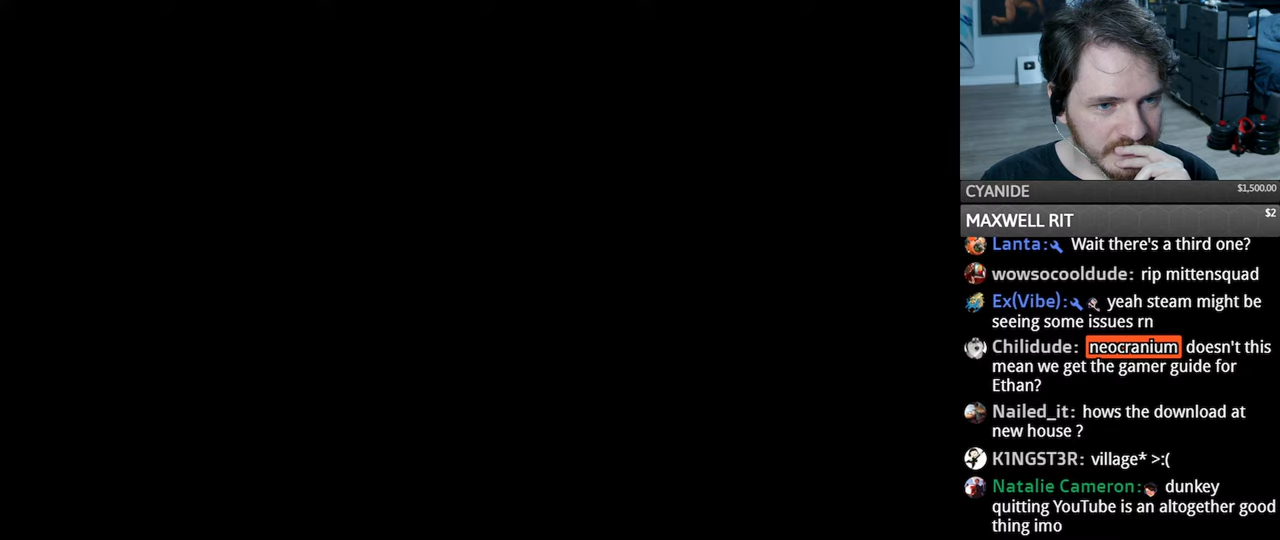 CYANIDE $1,500.00
MAXWELL RIT $2
Lanta: Wait there's a third one?
wowsocooldude: rip mittensquad
Ex(Vibe): yeah steam might be
seeing some issues rn
Chilidude: neocranium doesn't this
mean we get the gamer guide for
Ethan?
Nailed_it: hows the download at
new house ?
K1NGST3R: village* >:(
Natalie Cameron: dunkey
quitting YouTube is an altogether good
thing imo